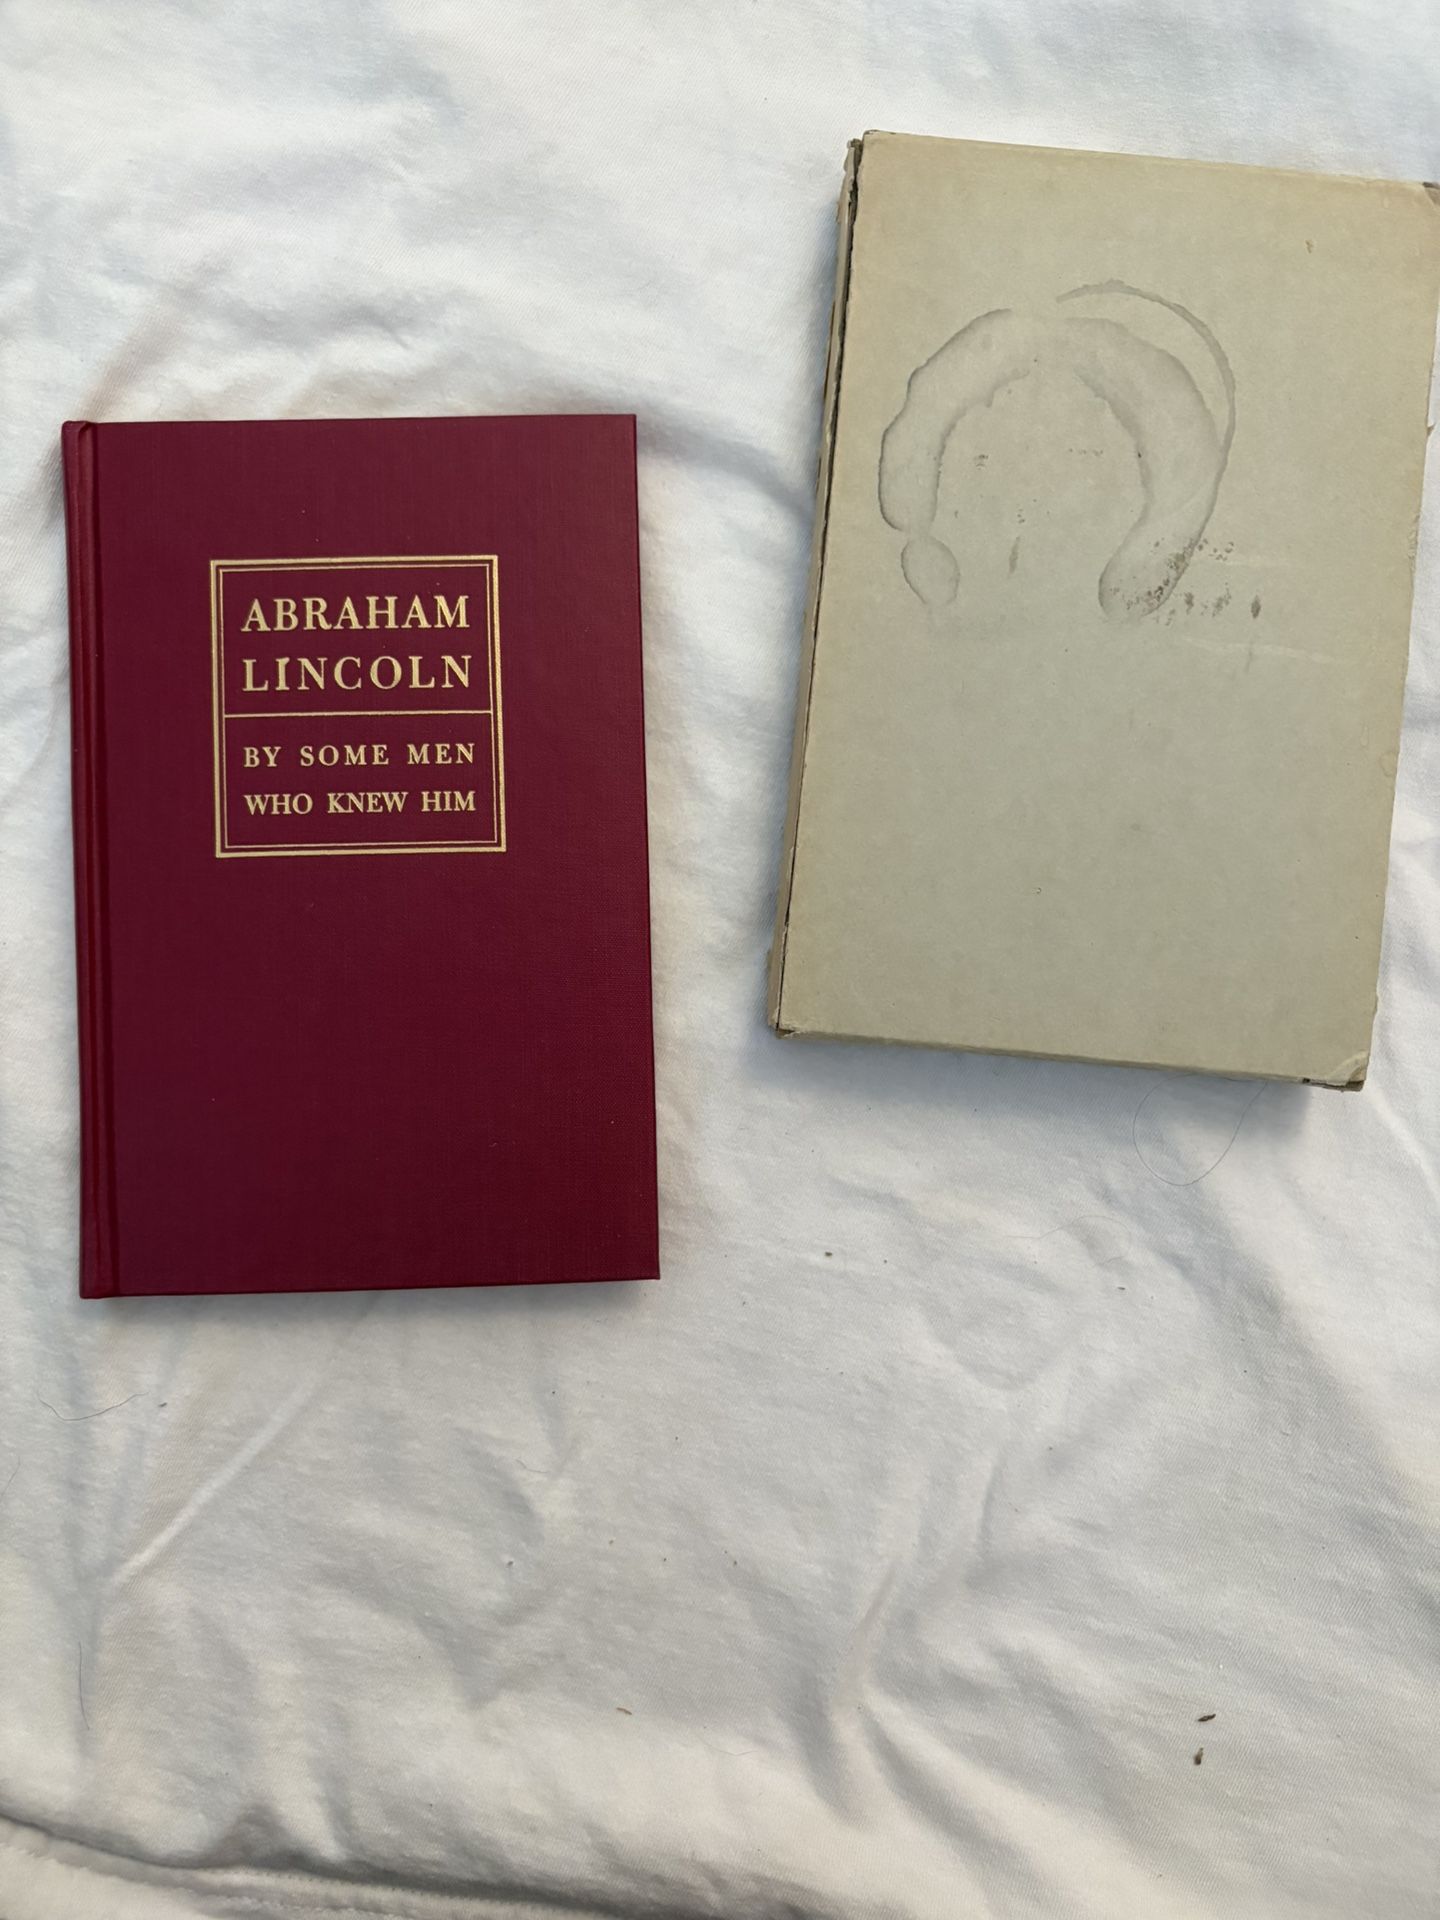 ABRAHAM
LINCOLN
BY SOME MEN
WHO KNEW HIM